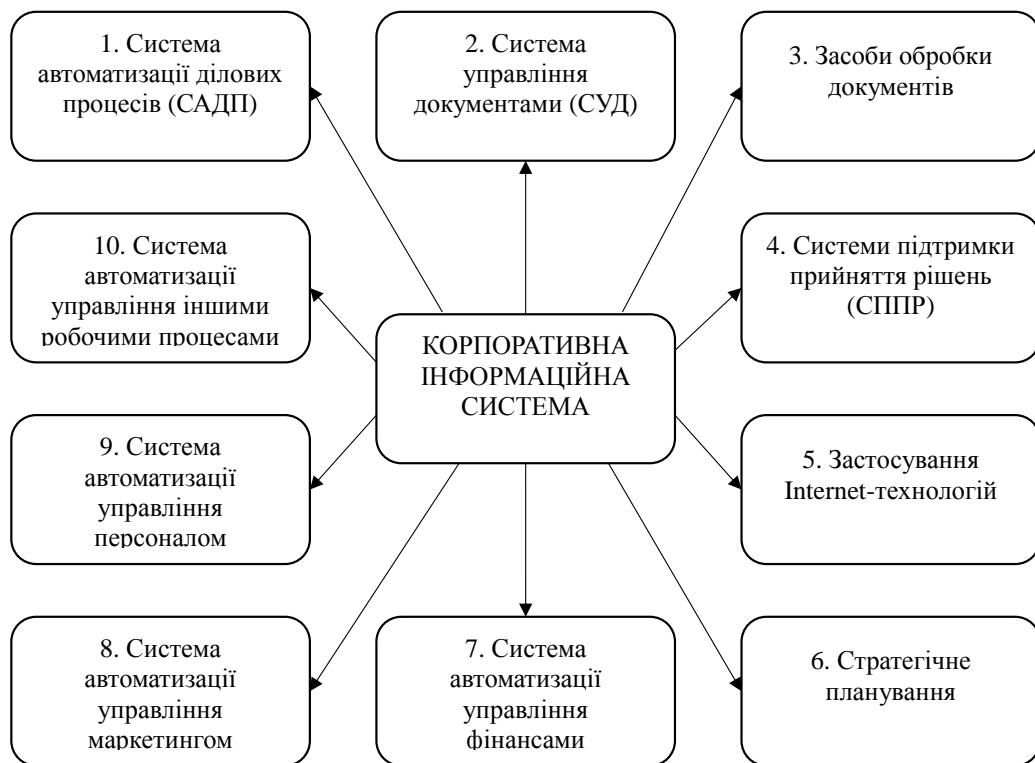 1. Система
автоматизації ділових
процесів (САДП)
2. Система
управління
документами (СУД)
3. Засоби обробки
документів
10. Система
автоматизації
управління іншими
робочими процесами
4. Системи підтримки
прийняття рішень
(СППР)
КОРПОРАТИВНА
ІНФОРМАЦІЙНА
СИСТЕМА
9. Система
автоматизації
управління
персоналом
5. Застосування
Internet-технологій
8. Система
автоматизації
управління
маркетингом
7. Система
автоматизації
управління
фінансами
6. Стратегічне
планування